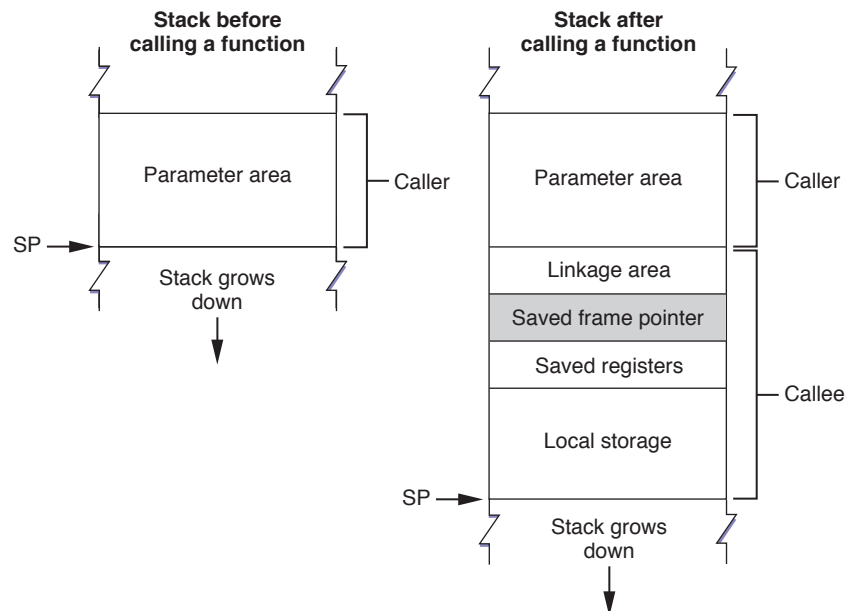 Stack before
calling a function
Parameter area
Caller
SP
Stack grows
down
Stack after
calling a function
Parameter area
Caller
Linkage area
Saved frame pointer
Saved registers
Callee
Local storage
SP
Stack grows
down